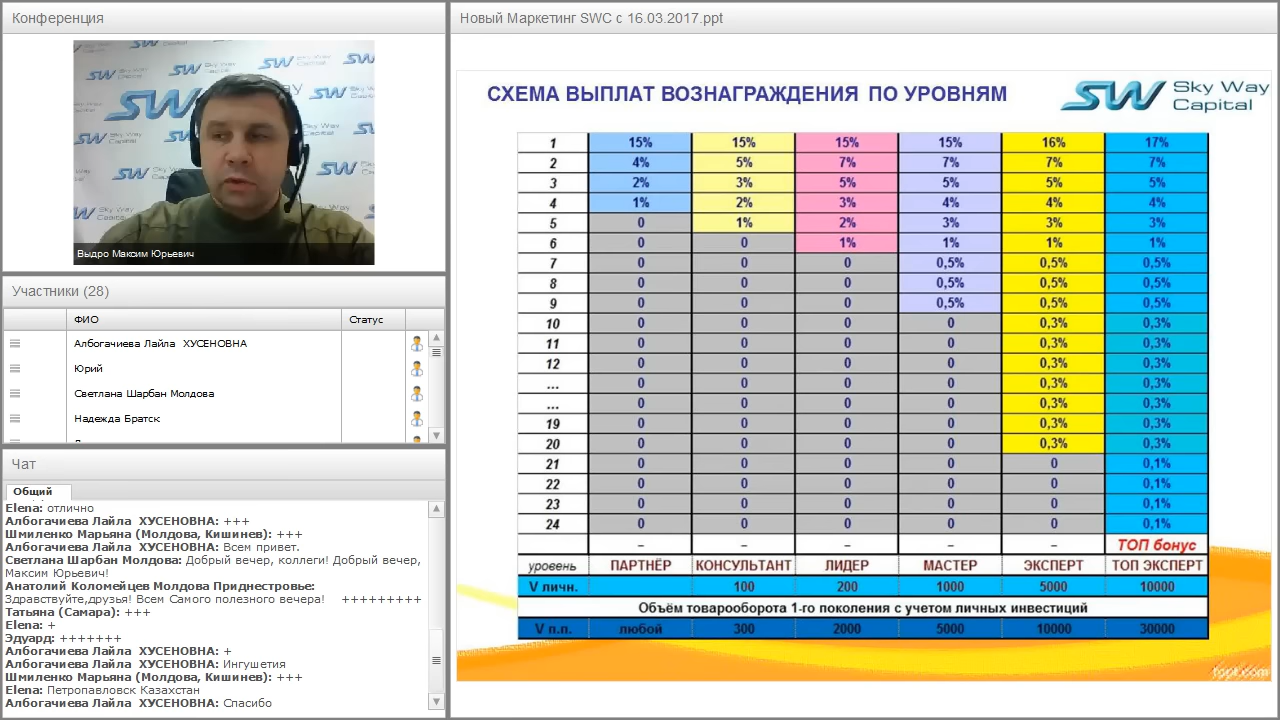 Конференция
SW Sky Way Capital
Выдро Максим Юрьевич
Участники (28)
ФИО Статус
Албогачиева Лайла ХУСЕНОВНА
Юрий
Светлана Шарбан Молдова
Надежда Братск
Чат
Общий
Elena: отлично
Албогачиева Лайла ХУСЕНОВНА: +++
Шмиленко Марьяна (Молдова, Кишинев): +++
Албогачиева Лайла ХУСЕНОВНА: Всем привет.
Светлана Шарбан Молдова: Добрый вечер, коллеги! Добрый вечер,
Максим Юрьевич!
Анатолий Коломейцев Молдова Приднестровье:
Здравствуйте,друзья! Всем Самого полезного вечера! +++++++++
Татьяна (Самара): +++
Elena: +
Эдуард: +++++++
Албогачиева Лайла ХУСЕНОВНА: +
Албогачиева Лайла ХУСЕНОВНА: Ингушетия
Шмиленко Марьяна (Молдова, Кишинев): +++
Elena: Петропавловск Казахстан
Албогачиева Лайла ХУСЕНОВНА: Спасибо
Новый Маркетинг SWC с 16.03.2017.ppt
СХЕМА ВЫПЛАТ ВОЗНАГРАЖДЕНИЯ ПО УРОВНЯМ
SW Sky Way
Capital
1 15% 15% 15% 15% 16% 17%
2 4% 5% 7% 7% 7% 7%
3 2% 3% 5% 5% 5% 5%
4 1% 2% 3% 4% 4% 4%
5 0 1% 2% 3% 3% 3%
6 0 0 1% 1% 1% 1%
7 0 0 0 0,5% 0,5% 0,5%
8 0 0 0 0,5% 0,5% 0,5%
9 0 0 0 0,5% 0,5% 0,5%
10 0 0 0 0 0,3% 0,3%
11 0 0 0 0 0,3% 0,3%
12 0 0 0 0 0,3% 0,3%
... 0 0 0 0 0,3% 0,3%
... 0 0 0 0 0,3% 0,3%
19 0 0 0 0 0,3% 0,3%
20 0 0 0 0 0,3% 0,3%
21 0 0 0 0 0 0,1%
22 0 0 0 0 0 0,1%
23 0 0 0 0 0 0,1%
24 0 0 0 0 0 0,1%
– – – – – ТОП бонус
уровень ПАРТНЁР КОНСУЛЬТАНТ ЛИДЕР МАСТЕР ЭКСПЕРТ ТОП ЭКСПЕРТ
V личн. 100 200 1000 5000 10000
Объём товарооборота 1-го поколения с учетом личных инвестиций
V п.п. любой 300 2000 5000 10000 30000
fppt.com